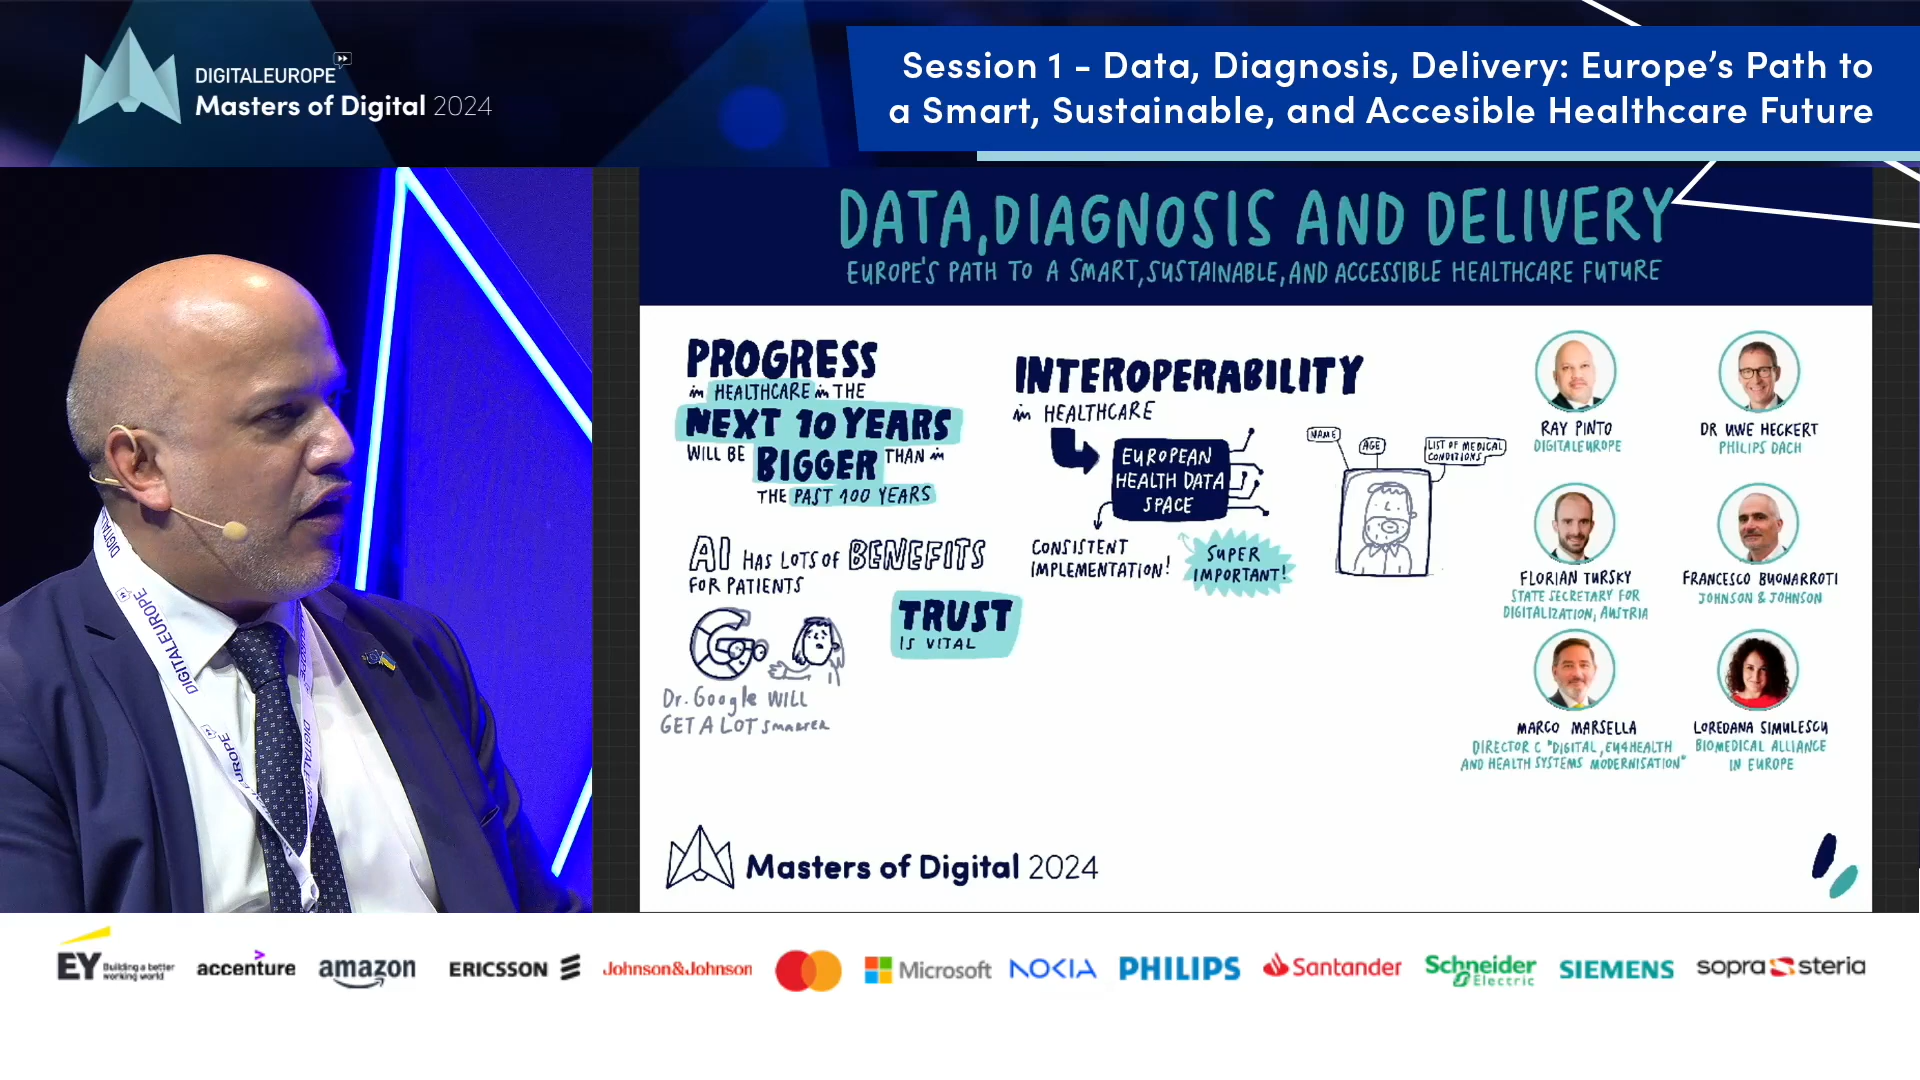 DIGITALEUROPE
Masters of Digital 2024
Session 1 - Data, Diagnosis, Delivery: Europe's Path to
a Smart, Sustainable, and Accesible Healthcare Future
DATA, DIAGNOSIS AND DELIVERY
EUROPE'S PATH TO A SMART, SUSTAINABLE, AND ACCESSIBLE HEALTHCARE FUTURE
PROGRESS
in HEALTHCARE in THE
NEXT 10 YEARS
WILL BE BIGGER THAN in
THE PAST 100 YEARS
AI HAS LOTS OF BENEFITS
FOR PATIENTS
TRUST
IS VITAL
Dr. Google WILL
GET A LOT SMARTER
INTEROPERABILITY
in HEALTHCARE
EUROPEAN
HEALTH DATA
SPACE
CONSISTENT
IMPLEMENTATION!
SUPER
IMPORTANT!
NAME
AGE
LIST OF MEDICAL
CONDITIONS
RAY PINTO
DIGITALEUROPE
DR UWE HECKERT
PHILIPS DACH
FLORIAN TURSKY
STATE SECRETARY FOR
DIGITALIZATION, AUSTRIA
FRANCESCO BUONARROTI
JOHNSON & JOHNSON
MARCO MARSELLA
DIRECTOR C "DIGITAL, EU4HEALTH
AND HEALTH SYSTEMS MODERNISATION"
LOREDANA SIMULESCU
BIOMEDICAL ALLIANCE
IN EUROPE
Masters of Digital 2024
DIGITALEUROPE
EY Building a better
working world
accenture
amazon
ERICSSON
Johnson&Johnson
Microsoft
NOKIA
PHILIPS
Santander
Schneider
Electric
SIEMENS
sopra steria